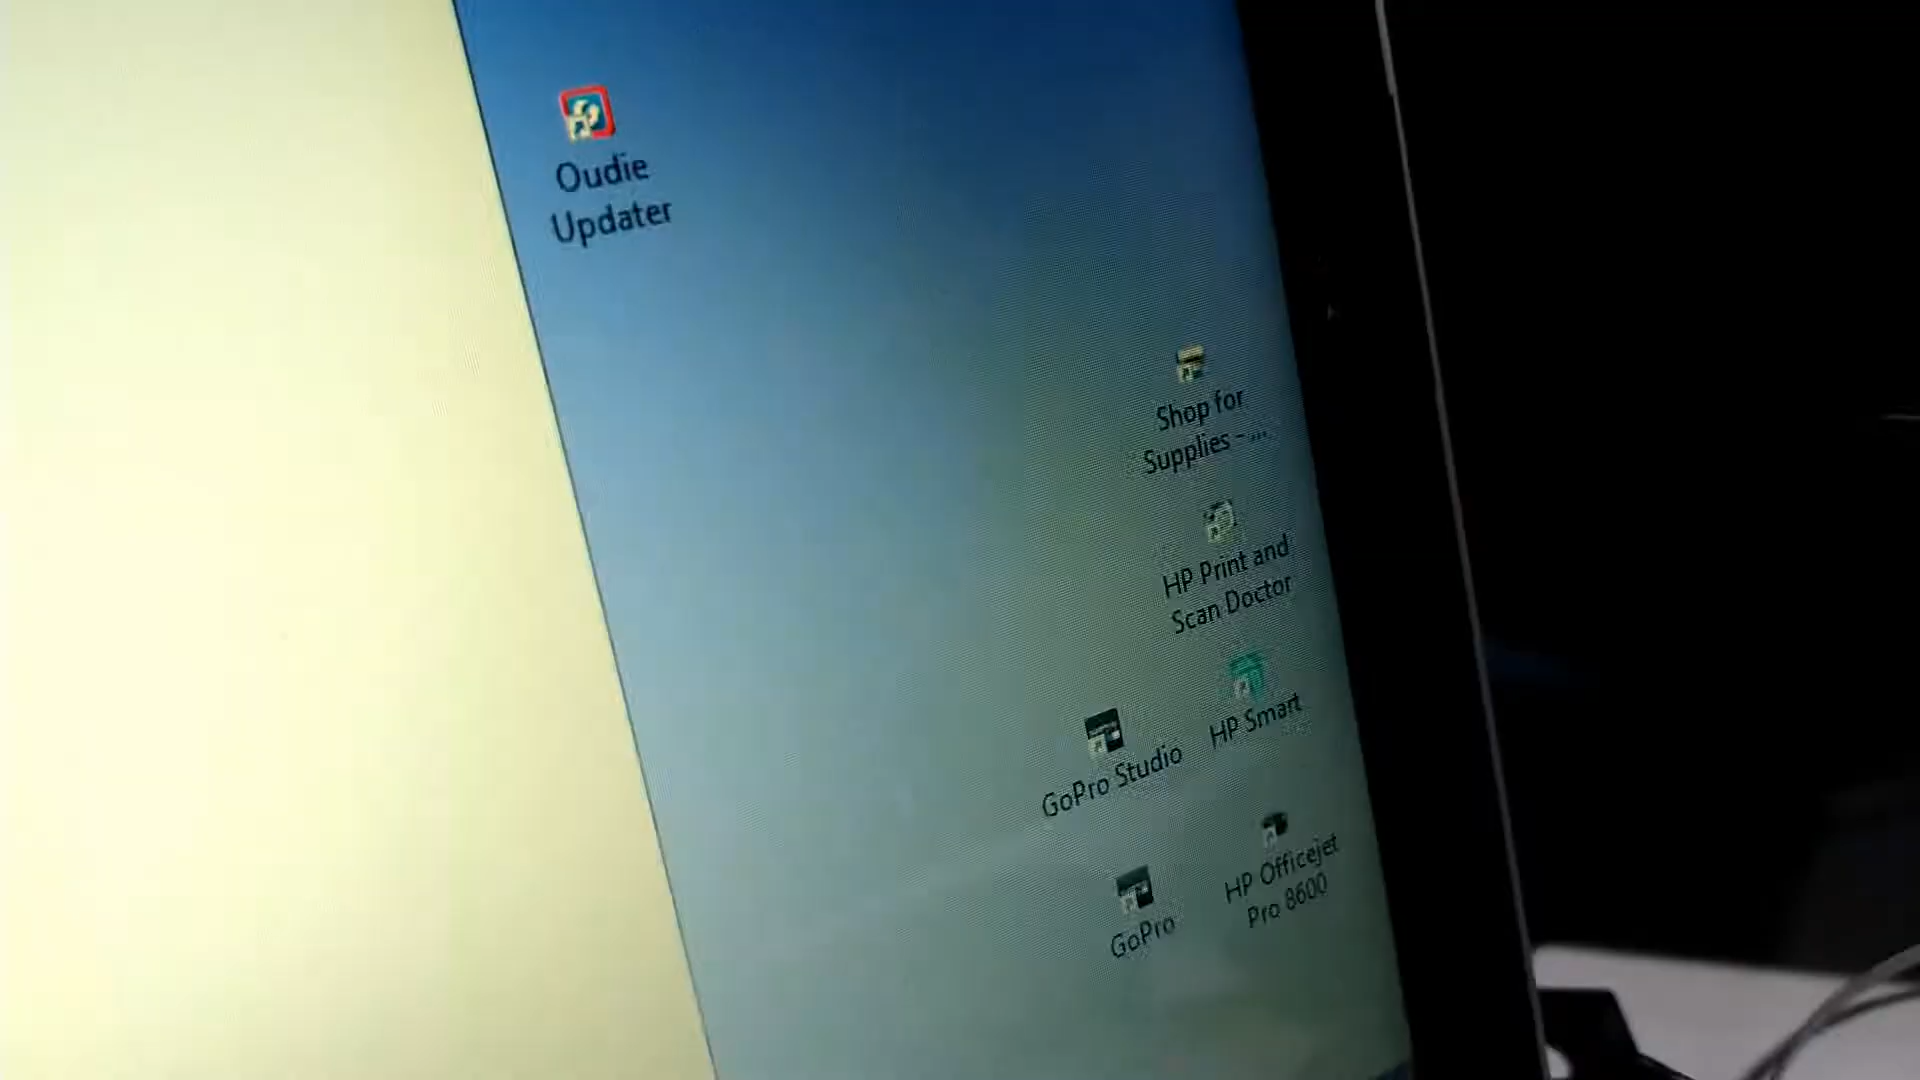 Oudie
Updater
Shop for
Supplies - ...
HP Print and
Scan Doctor
HP Smart
GoPro Studio
HP Officejet
Pro 8600
GoPro